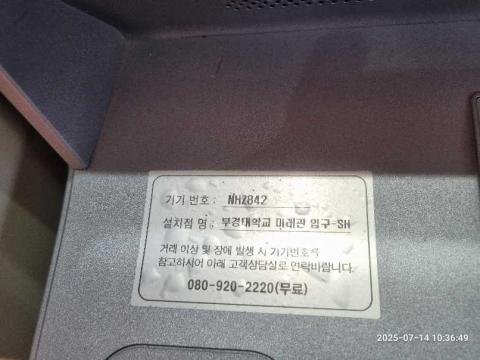 기기 번호 : NHZ842
설치점 명 : 부경대학교 미래관 입구-SH
거래 이상 및 장애 발생 시 기기번호를
참고하시어 아래 고객상담실로 연락바랍니다.
080-920-2220(무료)
2025-07-14 10:36:49